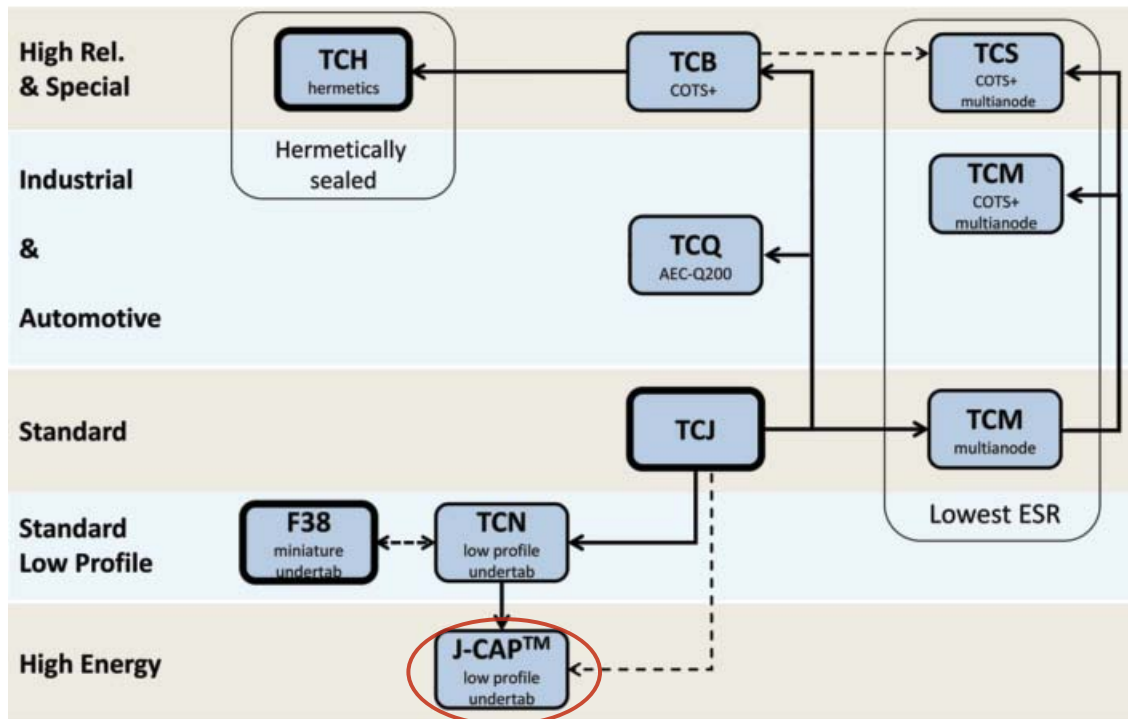 High Rel.
& Special
TCH
hermetics
TCB
COTS+
TCS
COTS+
multianode
Hermetically
sealed
Industrial
&
Automotive
TCM
COTS+
multianode
TCQ
AEC-Q200
Standard
TCJ
TCM
multianode
Lowest ESR
Standard
Low Profile
F38
miniature
undertab
TCN
low profile
undertab
High Energy
J-CAP™
low profile
undertab